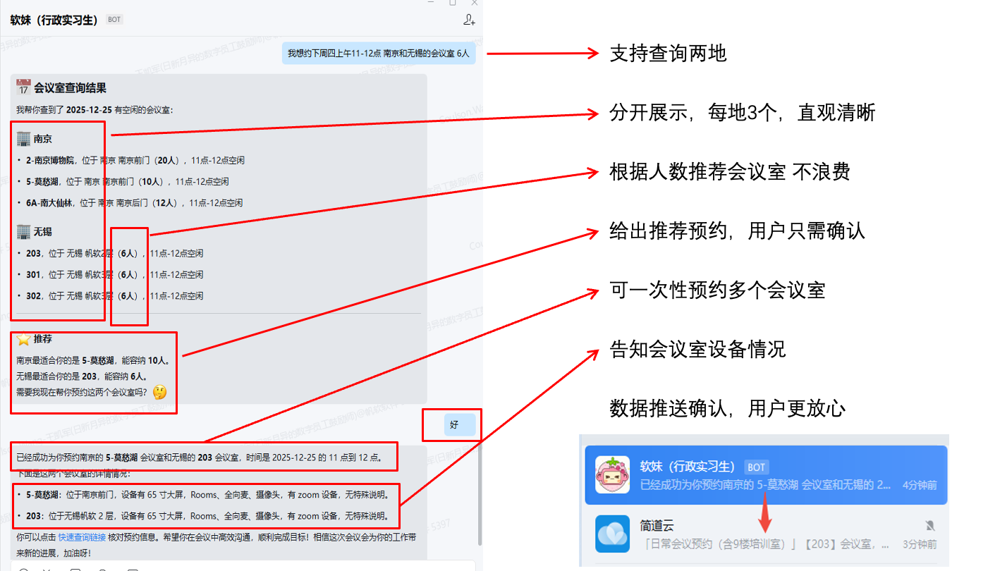 软妹（行政实习生） BOT
我想约下周四上午11-12点 南京和无锡的会议室 6人
17 会议室查询结果
我帮你查到了 2025-12-25 有空闲的会议室：
南京
• 2-南京博物院，位于 南京 南京前门（20人），11点-12点空闲
• 5-莫愁湖，位于 南京 南京前门（10人），11点-12点空闲
• 6A-南大仙林，位于 南京 南京后门（12人），11点-12点空闲
无锡
• 203，位于 无锡 帆软2层（6人），11点-12点空闲
• 301，位于 无锡 帆软3层（6人），11点-12点空闲
• 302，位于 无锡 帆软3层（6人），11点-12点空闲
推荐
南京最适合你的是 5-莫愁湖，能容纳 10人。
无锡最适合你的是 203，能容纳 6人。
需要我现在帮你预约这两个会议室吗？
好
已经成功为你预约南京的 5-莫愁湖 会议室和无锡的 203 会议室，时间是 2025-12-25 的 11 点到 12 点。
下面是这两个会议室的详情情况：
• 5-莫愁湖：位于南京前门，设备有 65 寸大屏，Rooms、全向麦、摄像头，有 zoom 设备，无特殊说明。
• 203：位于无锡帆软 2 层，设备有 65 寸大屏，Rooms、全向麦、摄像头，有 zoom 设备，无特殊说明。
你可以点击 快速查询链接 核对预约信息。希望你在会议中高效沟通，顺利完成目标！相信这次会议会为你的工作带
来新的进展，加油呀！
支持查询两地
分开展示，每地3个，直观清晰
根据人数推荐会议室 不浪费
给出推荐预约，用户只需确认
可一次性预约多个会议室
告知会议室设备情况
数据推送确认，用户更放心
软妹（行政实习生） BOT
已经成功为你预约南京的 5-莫愁湖 会议室和无锡的 2... 4分钟前
简道云
「日常会议预约（含9楼培训室）」【203】会议室，... 3分钟前